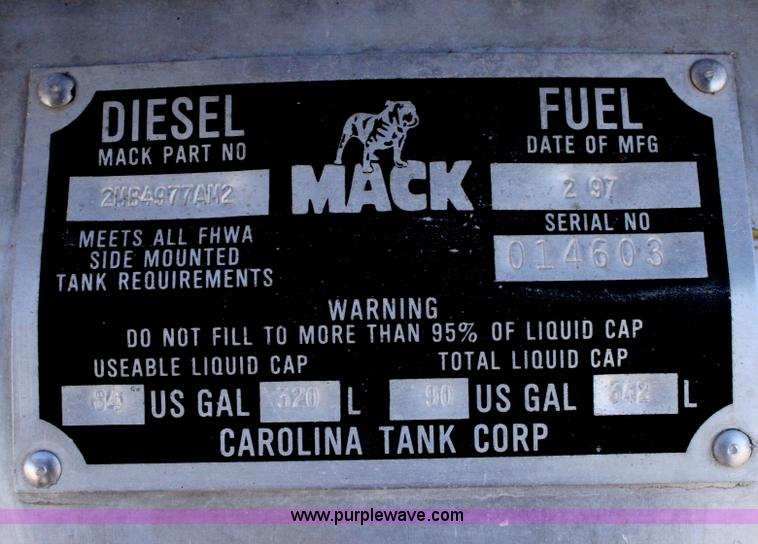 DIESEL
MACK PART NO
2MB4977AM2
MEETS ALL FHWA
SIDE MOUNTED
TANK REQUIREMENTS
MACK
FUEL
DATE OF MFG
2 97
SERIAL NO
014603
WARNING
DO NOT FILL TO MORE THAN 95% OF LIQUID CAP
USEABLE LIQUID CAP TOTAL LIQUID CAP
US GAL 320 L 90 US GAL 342 L
CAROLINA TANK CORP
www.purplewave.com